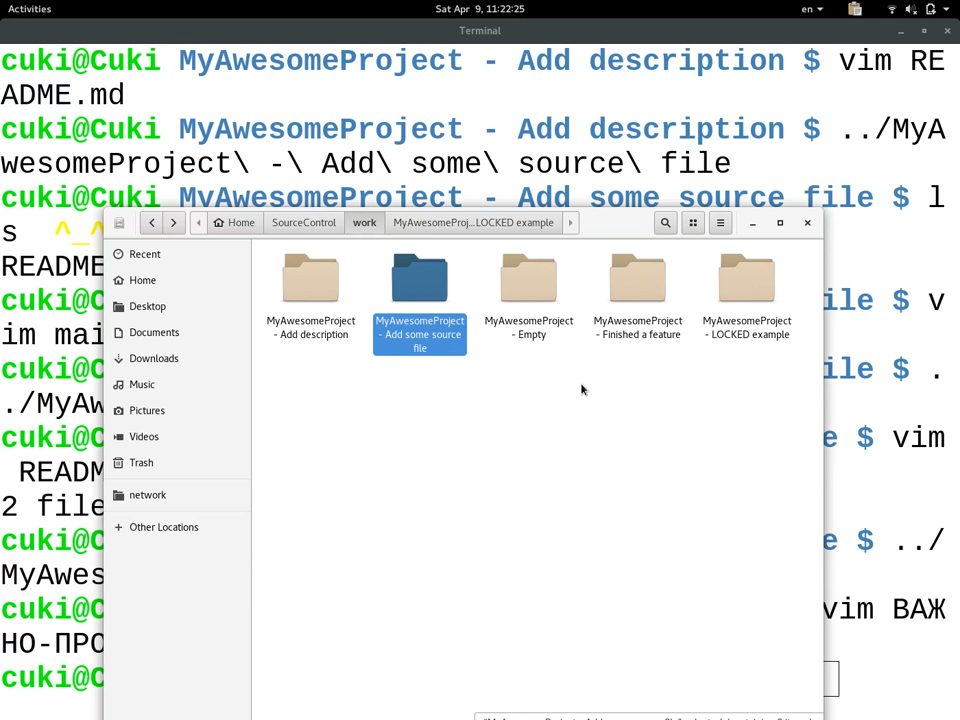 Activities
Sat Apr 9, 11:22:25
en
Terminal
cuki@Cuki MyAwesomeProject - Add description $ vim RE
ADME.md
cuki@Cuki MyAwesomeProject - Add description $ ../MyA
wesomeProject\ -\ Add\ some\ source\ file
cuki@Cuki MyAwesomeProject - Add some source file $ l
s ^_^
README
cuki@C ile $ v
im mai
cuki@C ile $ .
./MyAw
cuki@C e $ vim
READM
2 file
cuki@C e $ ../
MyAwes
cuki@C vim ВАЖ
НО-ПРО
cuki@C
Home
SourceControl
work
MyAwesomeProj...LOCKED example
Recent
Home
Desktop
Documents
Downloads
Music
Pictures
Videos
Trash
network
Other Locations
MyAwesomeProject
- Add description
MyAwesomeProject
- Add some source
file
MyAwesomeProject
- Empty
MyAwesomeProject
- Finished a feature
MyAwesomeProject
- LOCKED example